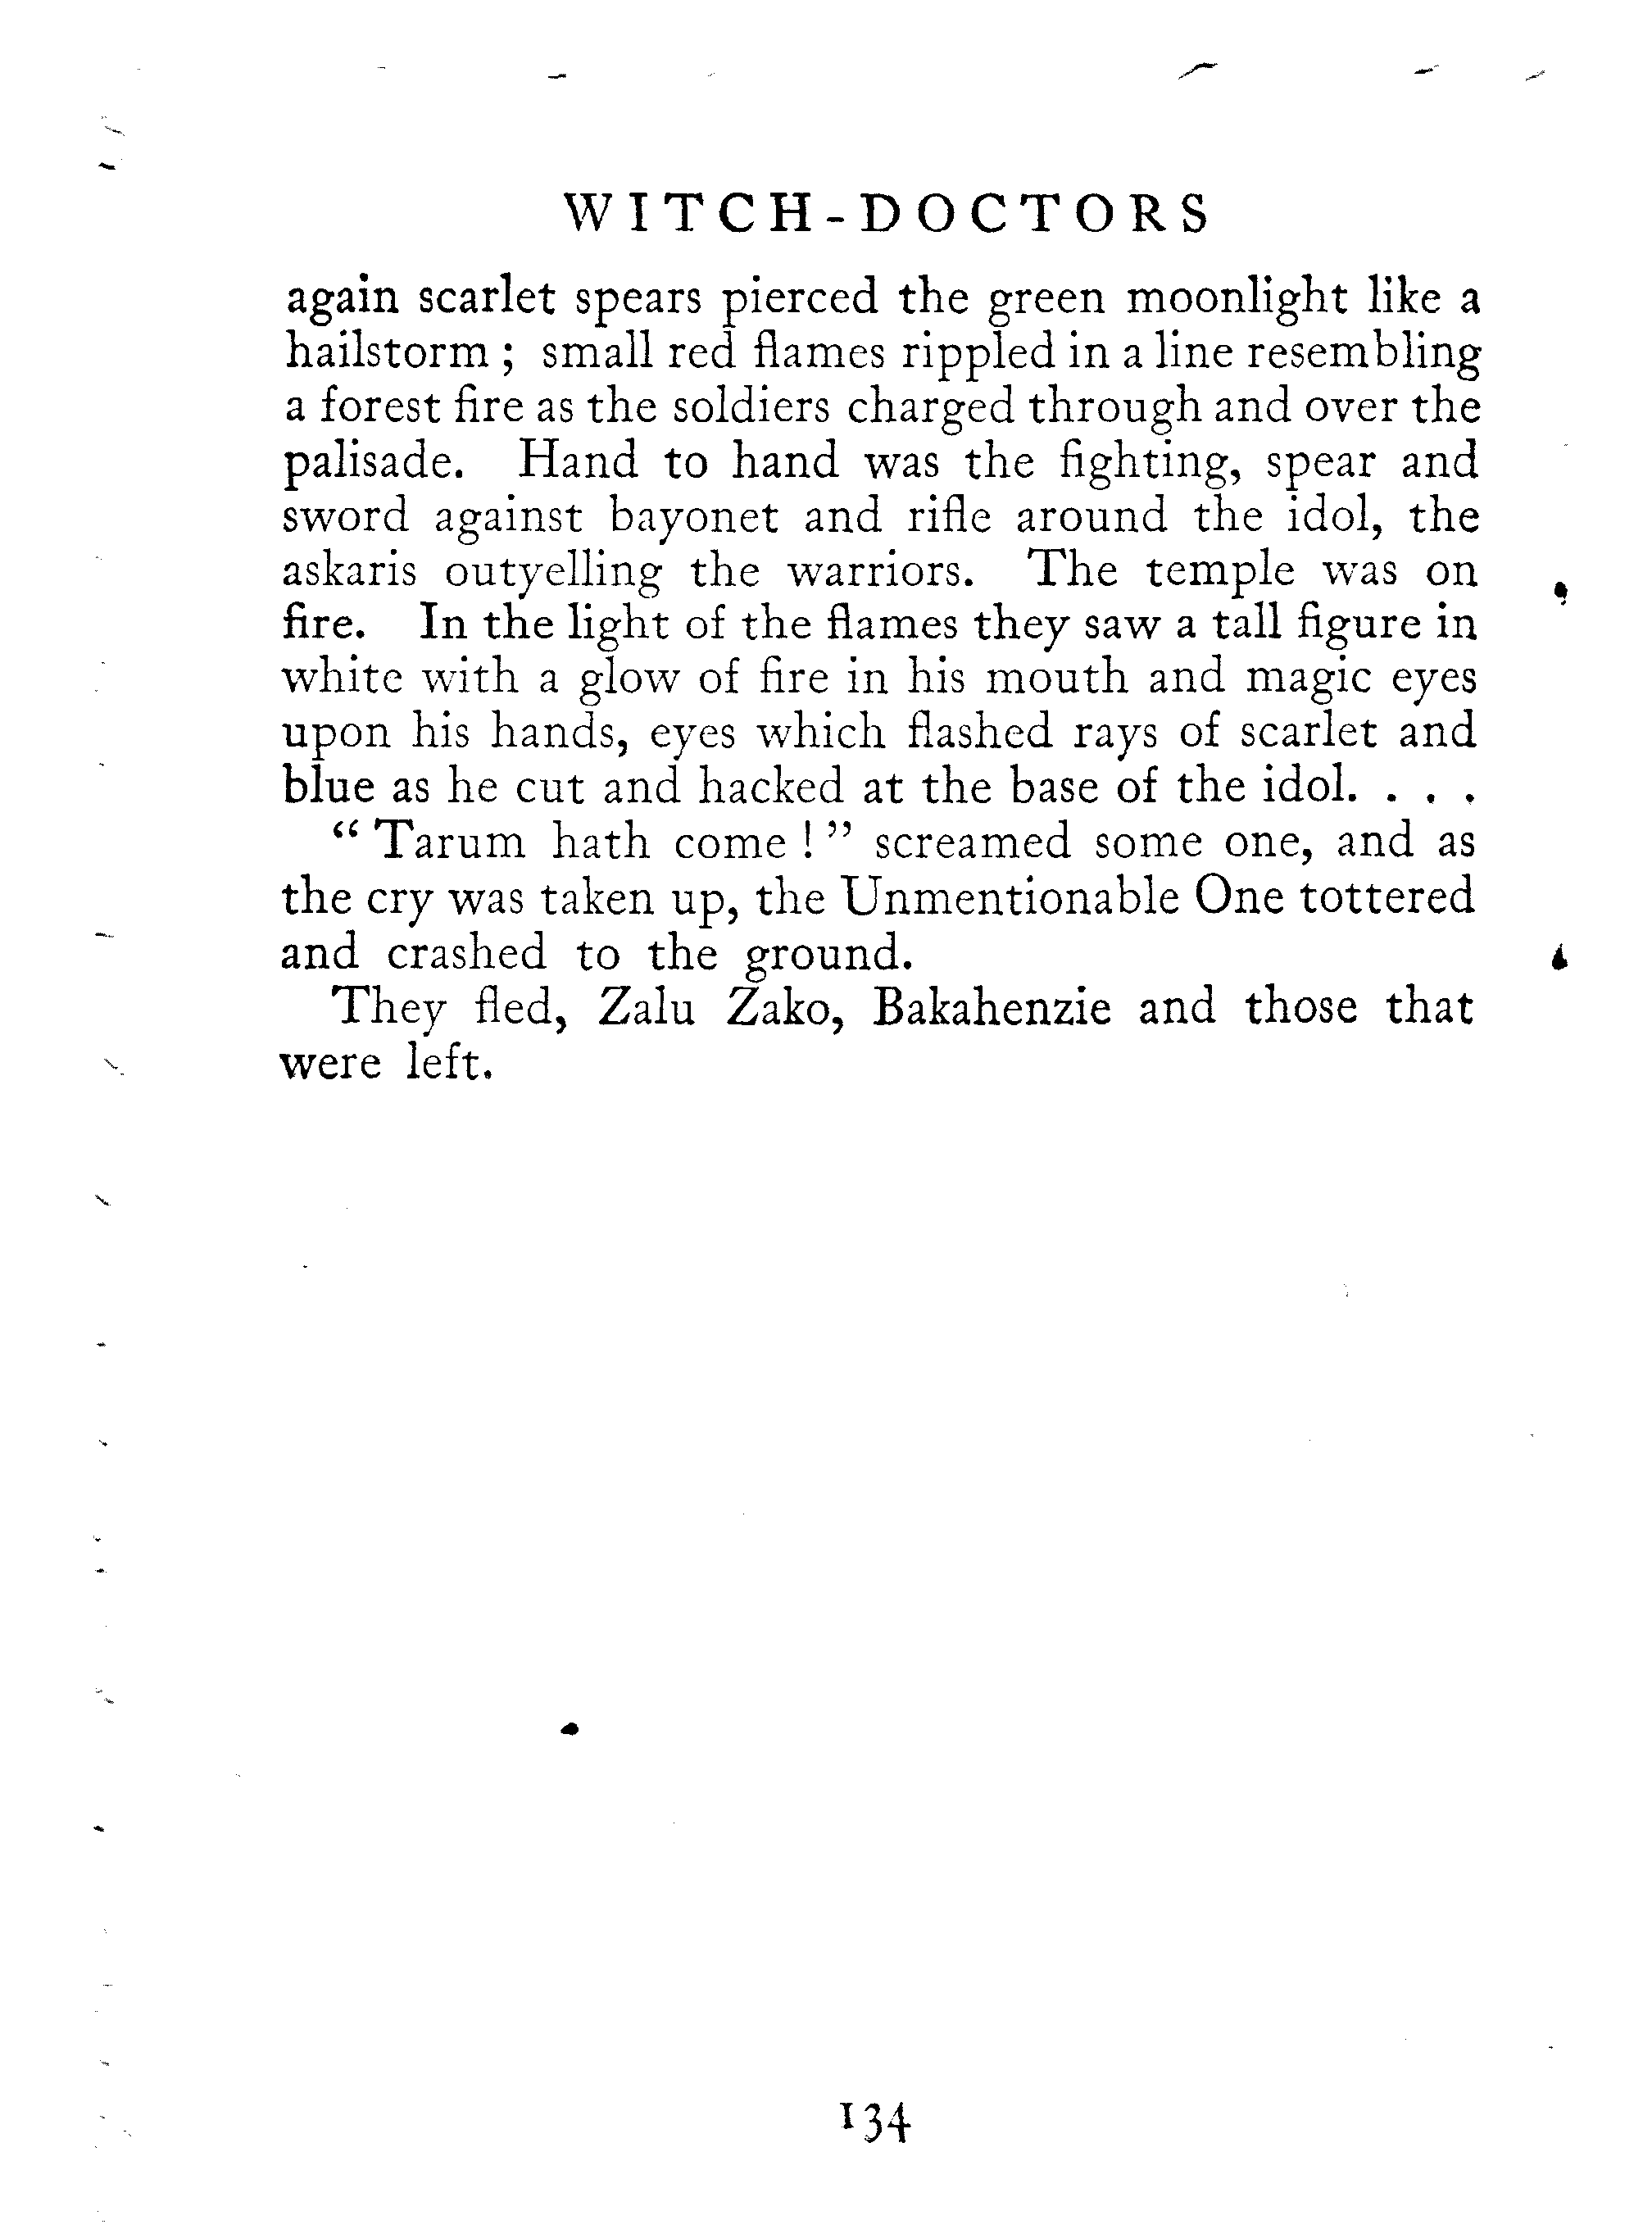 WITCH-DOCTORS
again scarlet spears pierced the green moonlight like a
hailstorm ; small red flames rippled in a line resembling
a forest fire as the soldiers charged through and over the
palisade. Hand to hand was the fighting, spear and
sword against bayonet and rifle around the idol, the
askaris outyelling the warriors. The temple was on
fire. In the light of the flames they saw a tall figure in
white with a glow of fire in his mouth and magic eyes
upon his hands, eyes which flashed rays of scarlet and
blue as he cut and hacked at the base of the idol. . . .
“ Tarum hath come ! ” screamed some one, and as
the cry was taken up, the Unmentionable One tottered
and crashed to the ground.
They fled, Zalu Zako, Bakahenzie and those that
were left.
134